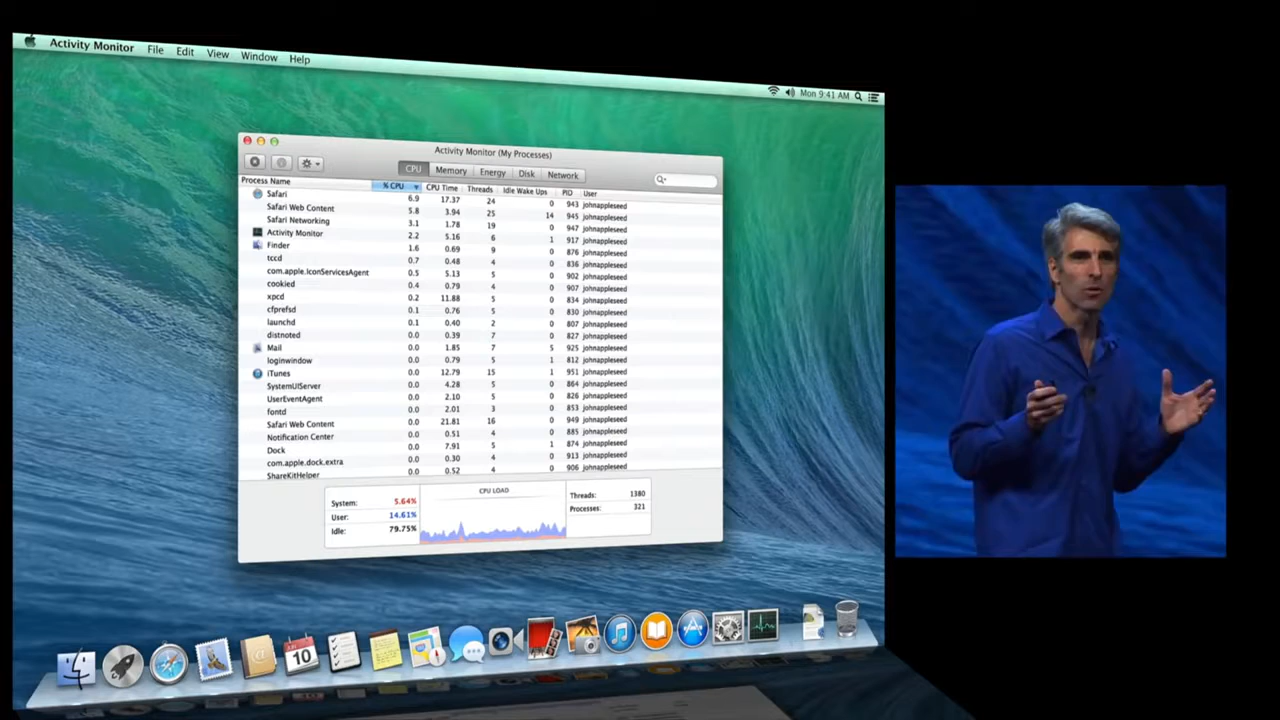 Activity Monitor File Edit View Window Help
Mon 9:41 AM
Activity Monitor (My Processes)
CPU Memory Energy Disk Network
Process Name % CPU CPU Time Threads Idle Wake Ups PID User
Safari 6.9 17.37 24 0 943 johnappleseed
Safari Web Content 5.8 3.94 25 14 945 johnappleseed
Safari Networking 3.1 1.78 19 0 947 johnappleseed
Activity Monitor 2.2 5.16 6 1 917 johnappleseed
Finder 1.6 0.69 9 0 876 johnappleseed
tccd 0.7 0.48 4 0 836 johnappleseed
com.apple.IconServicesAgent 0.5 5.13 5 0 902 johnappleseed
cookied 0.4 0.79 4 0 907 johnappleseed
xpcd 0.2 11.88 5 0 834 johnappleseed
cfprefsd 0.1 0.76 5 0 830 johnappleseed
launchd 0.1 0.40 2 0 807 johnappleseed
distnoted 0.0 0.39 7 0 827 johnappleseed
Mail 0.0 1.85 7 5 925 johnappleseed
loginwindow 0.0 0.79 5 1 812 johnappleseed
iTunes 0.0 12.79 15 1 951 johnappleseed
SystemUIServer 0.0 4.28 5 0 864 johnappleseed
UserEventAgent 0.0 2.10 5 0 826 johnappleseed
fontd 0.0 2.01 3 0 853 johnappleseed
Safari Web Content 0.0 21.81 16 0 949 johnappleseed
Notification Center 0.0 0.51 4 0 885 johnappleseed
Dock 0.0 7.91 5 1 874 johnappleseed
com.apple.dock.extra 0.0 0.30 4 0 913 johnappleseed
ShareKitHelper 0.0 0.52 4 0 906 johnappleseed
System: 5.64%
User: 14.61%
Idle: 79.75%
CPU LOAD
Threads: 1380
Processes: 321
JUN
10